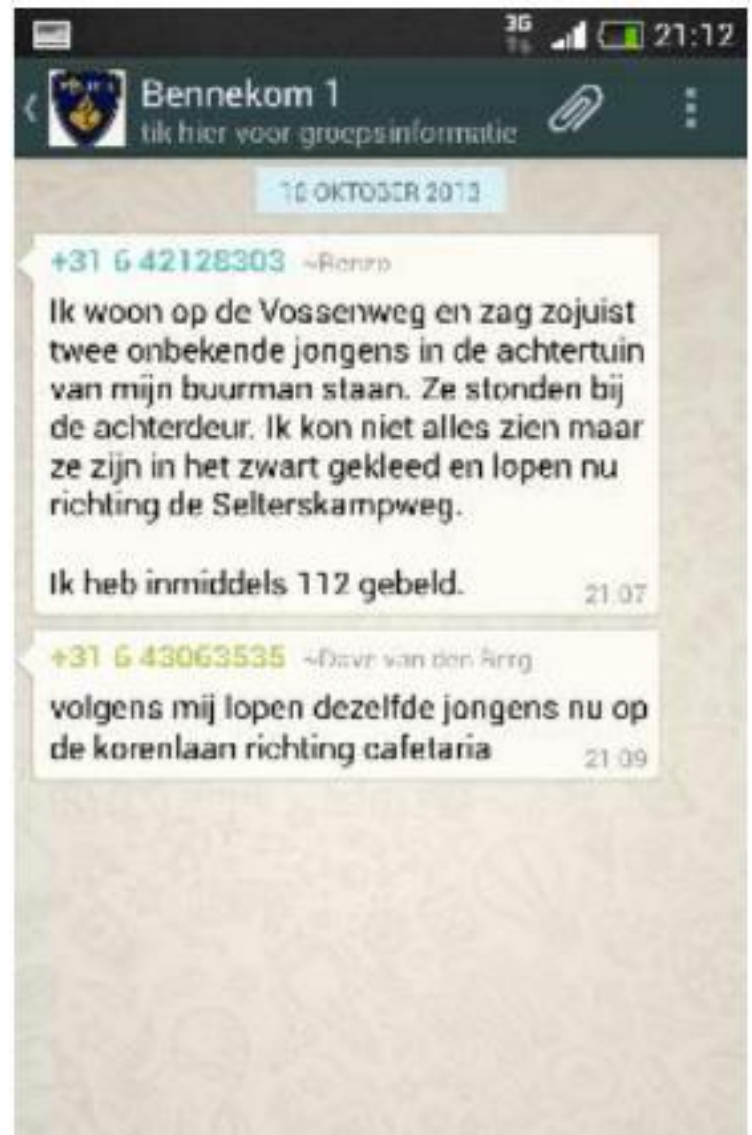 3G 21:12
Bennekom 1
tik hier voor groepsinformatie
OKTOBER 2013
+31 6 42128303
Ik woon op de Vossenweg en zag zojuist
twee onbekende jongens in de achtertuin
van mijn buurman staan. Ze stonden bij
de achterdeur. Ik kon niet alles zien maar
ze zijn in het zwart gekleed en lopen nu
richting de Selterskampweg.
Ik heb inmiddels 112 gebeld.
21:07
+31 6 43063535 ~Dave van den Berg
volgens mij lopen dezelfde jongens nu op
de korenlaan richting cafetaria
21:09